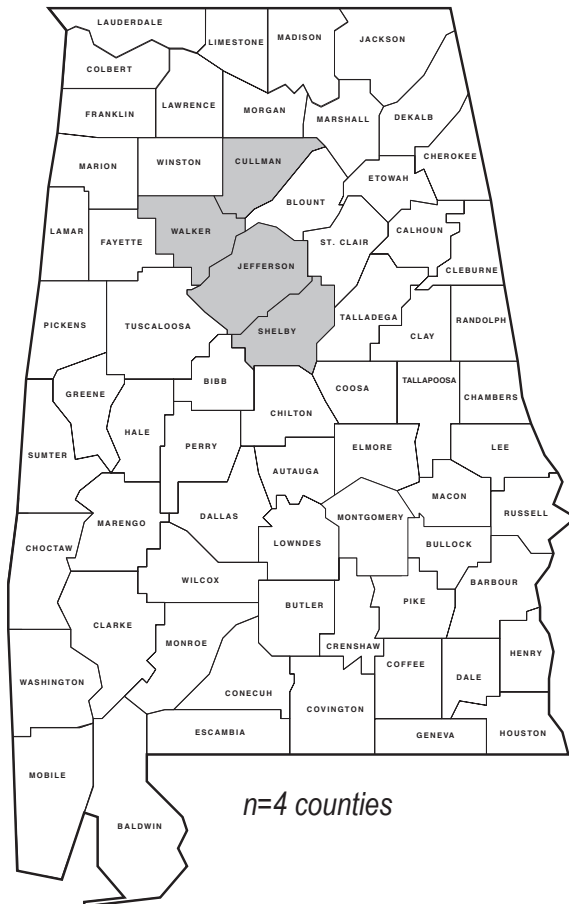 LAUDERDALE
LIMESTONE
MADISON
JACKSON
COLBERT
FRANKLIN
LAWRENCE
MORGAN
MARSHALL
DEKALB
CHEROKEE
MARION
WINSTON
CULLMAN
ETOWAH
BLOUNT
LAMAR
FAYETTE
WALKER
ST. CLAIR
CALHOUN
JEFFERSON
CLEBURNE
PICKENS
TUSCALOOSA
SHELBY
TALLADEGA
CLAY
RANDOLPH
GREENE
BIBB
COOSA
TALLAPOOSA
CHAMBERS
CHILTON
SUMTER
HALE
PERRY
ELMORE
LEE
AUTAUGA
MACON
MARENGO
DALLAS
MONTGOMERY
RUSSELL
CHOCTAW
LOWNDES
BULLOCK
WILCOX
BARBOUR
CLARKE
BUTLER
PIKE
MONROE
CRENSHAW
COFFEE
HENRY
WASHINGTON
CONECUH
DALE
COVINGTON
ESCAMBIA
GENEVA
HOUSTON
MOBILE
BALDWIN
n=4 counties